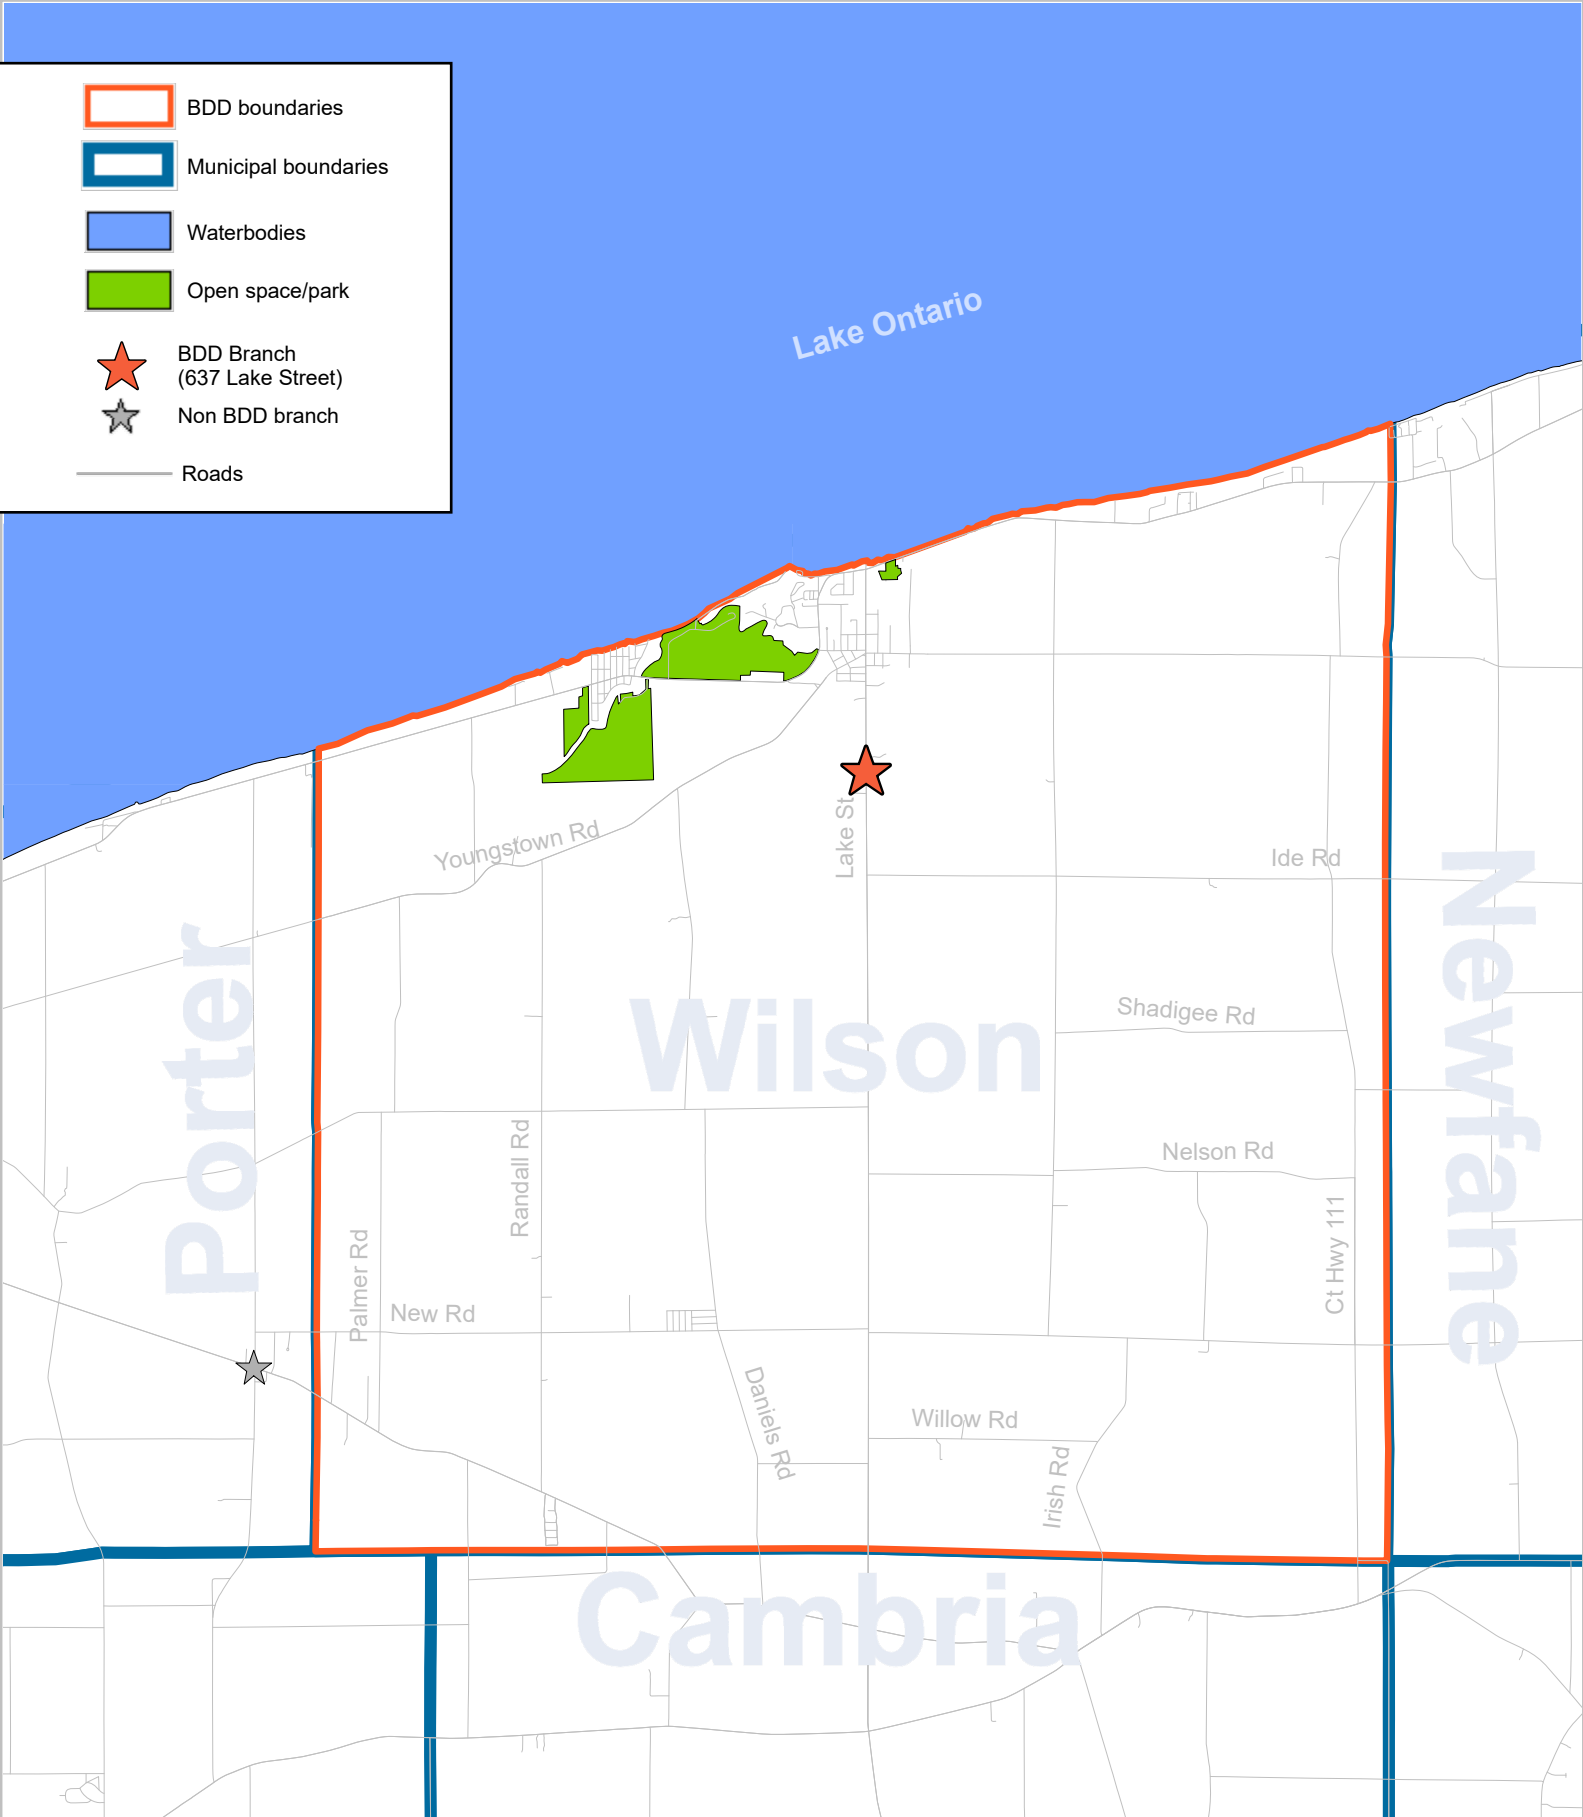 BDD boundaries
Municipal boundaries
Waterbodies
Open space/park
BDD Branch
(637 Lake Street)
Non BDD branch
Roads
Lake Ontario
Youngstown Rd
Lake St
Ide Rd
Newfane
Porter
Wilson
Shadigee Rd
Randall Rd
Nelson Rd
Palmer Rd
Ct Hwy 111
New Rd
Daniels Rd
Willow Rd
Irish Rd
Cambria